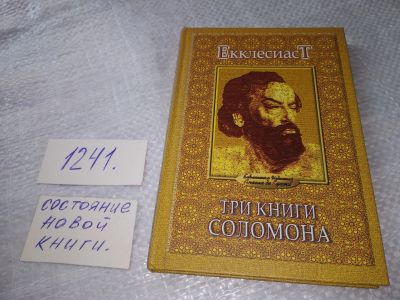 1241.
состояние
новой
книги.
Екклесиаст
ТРИ КНИГИ
СОЛОМОНА